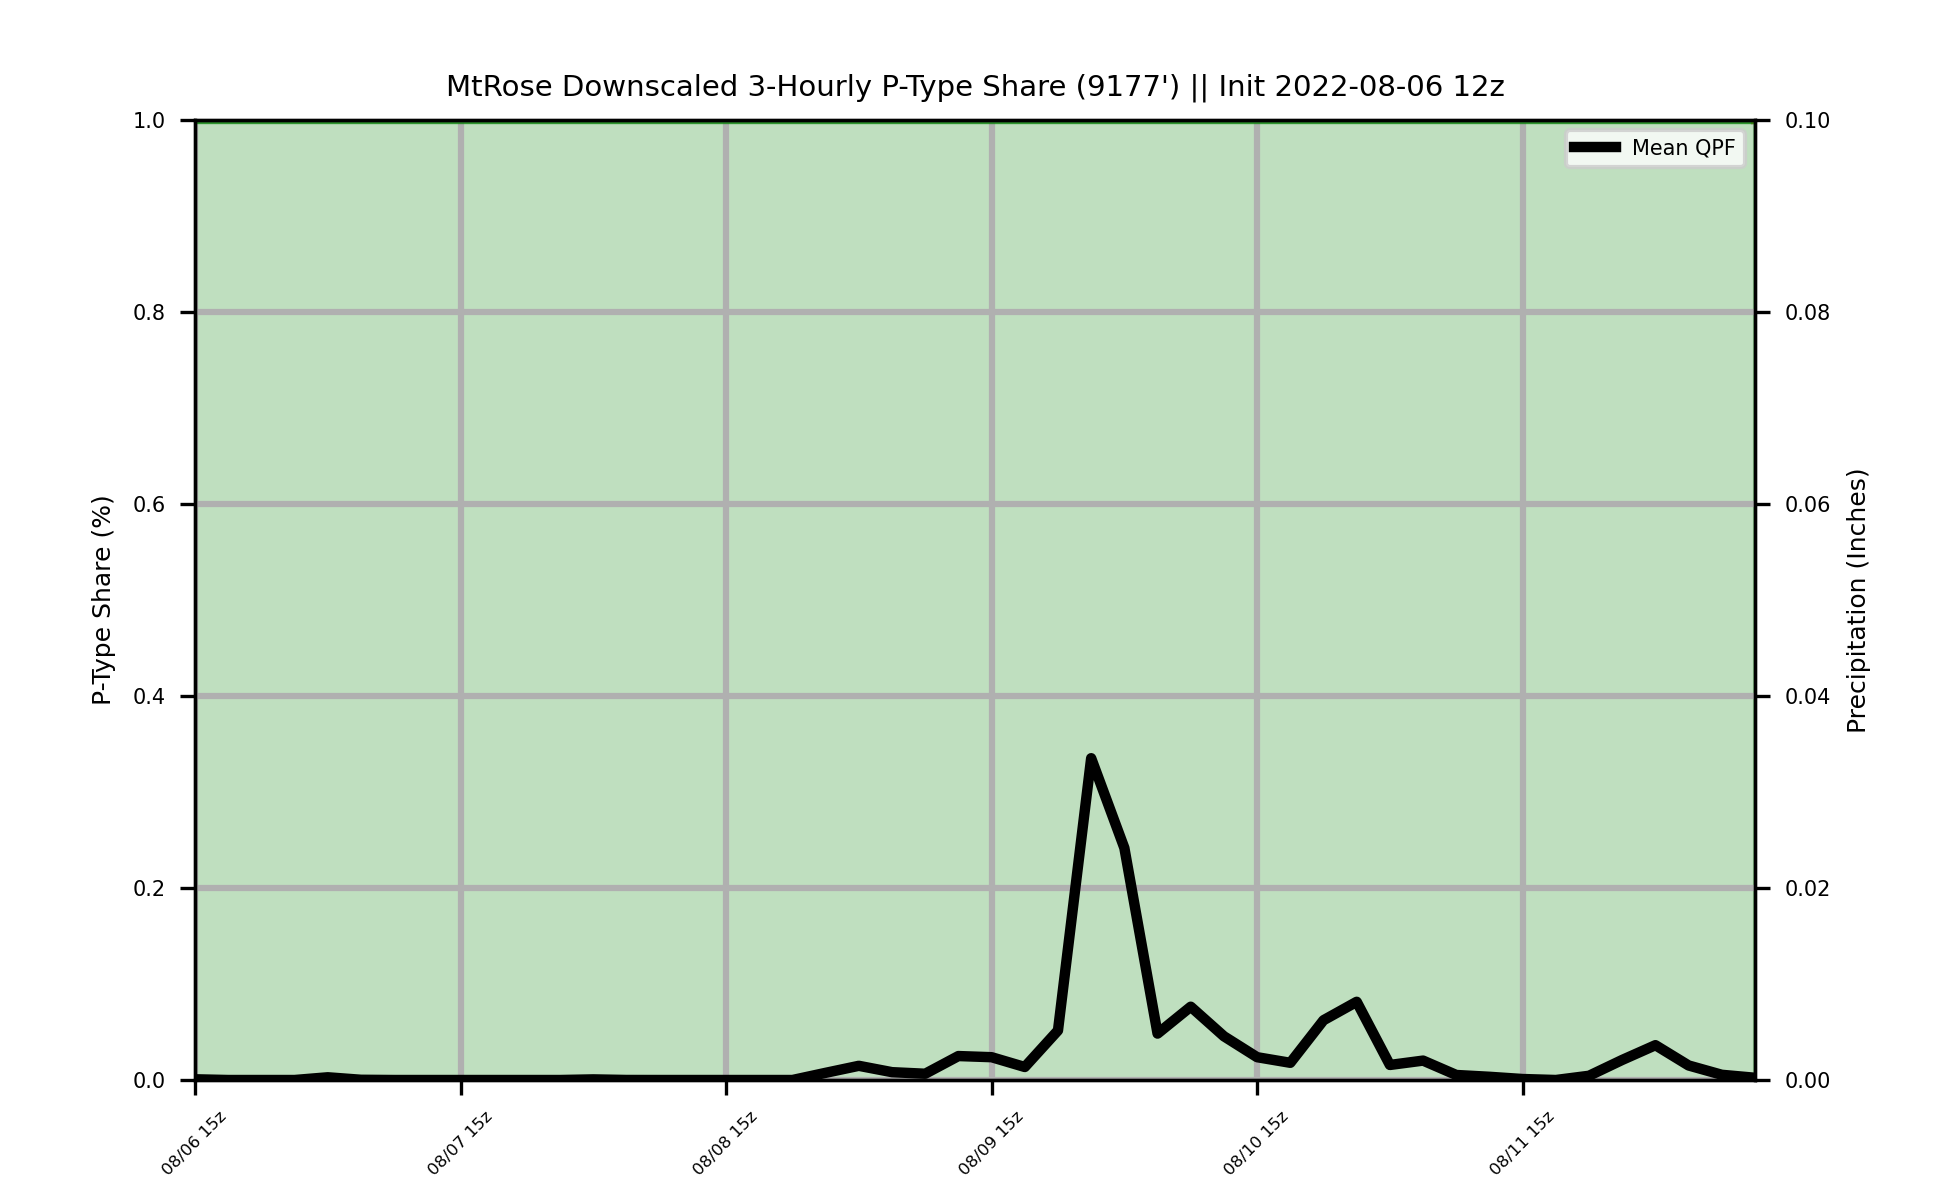 MtRose Downscaled 3-Hourly P-Type Share (9177') || Init 2022-08-06 12z
1.0
0.8
0.6
0.4
0.2
0.0
P-Type Share (%)
Mean QPF
0.10
0.08
0.06
0.04
0.02
0.00
Precipitation (Inches)
08/06 15z
08/07 15z
08/08 15z
08/09 15z
08/10 15z
08/11 15z